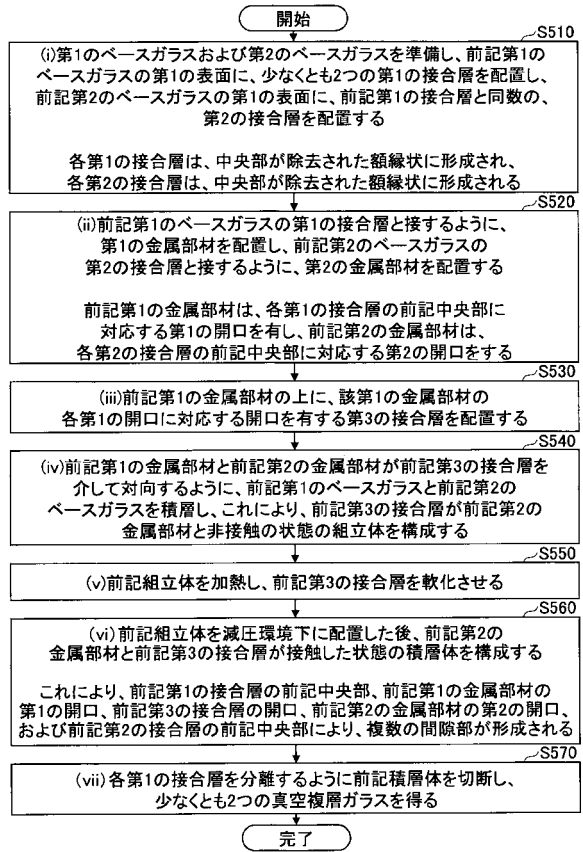 開始
S510
(i)第1のベースガラスおよび第2のベースガラスを準備し、前記第1の
ベースガラスの第1の表面に、少なくとも2つの第1の接合層を配置し、
前記第2のベースガラスの第1の表面に、前記第1の接合層と同数の、
第2の接合層を配置する
各第1の接合層は、中央部が除去された額縁状に形成され、
各第2の接合層は、中央部が除去された額縁状に形成される
S520
(ii)前記第1のベースガラスの第1の接合層と接するように、
第1の金属部材を配置し、前記第2のベースガラスの
第2の接合層と接するように、第2の金属部材を配置する
前記第1の金属部材は、各第1の接合層の前記中央部に
対応する第1の開口を有し、前記第2の金属部材は、
各第2の接合層の前記中央部に対応する第2の開口をする
S530
(iii)前記第1の金属部材の上に、該第1の金属部材の
各第1の開口に対応する開口を有する第3の接合層を配置する
S540
(iv)前記第1の金属部材と前記第2の金属部材が前記第3の接合層を
介して対向するように、前記第1のベースガラスと前記第2の
ベースガラスを積層し、これにより、前記第3の接合層が前記第2の
金属部材と非接触の状態の組立体を構成する
S550
(v)前記組立体を加熱し、前記第3の接合層を軟化させる
S560
(vi)前記組立体を減圧環境下に配置した後、前記第2の
金属部材と前記第3の接合層が接触した状態の積層体を構成する
これにより、前記第1の接合層の前記中央部、前記第1の金属部材の
第1の開口、前記第3の接合層の開口、前記第2の金属部材の第2の開口、
および前記第2の接合層の前記中央部により、複数の間隙部が形成される
S570
(vii)各第1の接合層を分離するように前記積層体を切断し、
少なくとも2つの真空複層ガラスを得る
完了